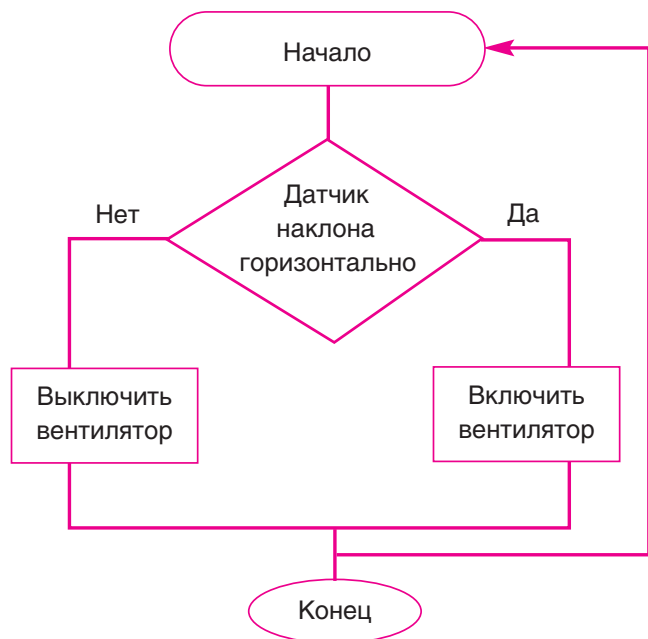 Начало
Датчик
наклона
горизонтально
Нет
Да
Выключить
вентилятор
Включить
вентилятор
Конец